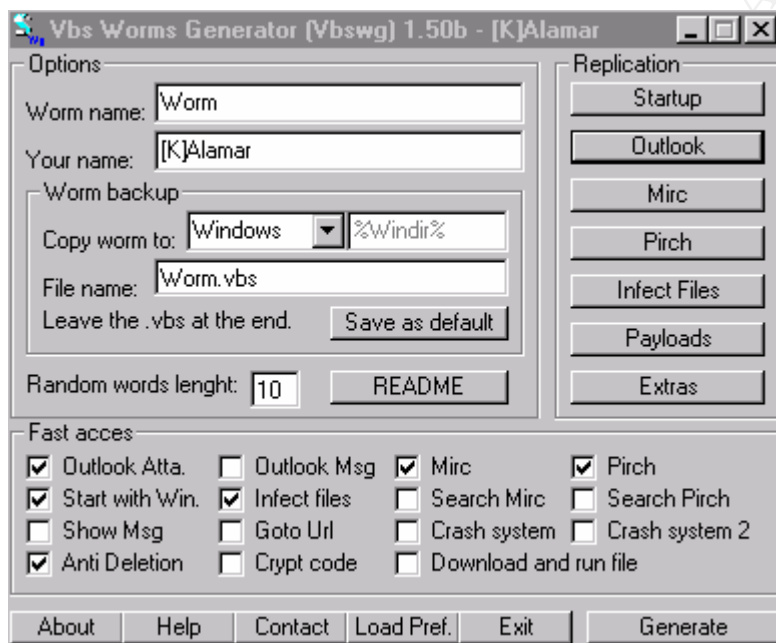 Vbs Worms Generator (Vbswg) 1.50b - [K]Alamar
Options
Worm name: Worm
Your name: [K]Alamar
Worm backup
Copy worm to: Windows %Windir%
File name: Worm.vbs
Leave the .vbs at the end. Save as default
Random words lenght: 10 README
Replication
Startup
Outlook
Mirc
Pirch
Infect Files
Payloads
Extras
Fast acces
Outlook Atta. Outlook Msg Mirc Pirch
Start with Win. Infect files Search Mirc Search Pirch
Show Msg Goto Url Crash system Crash system 2
Anti Deletion Crypt code Download and run file
About Help Contact Load Pref. Exit Generate